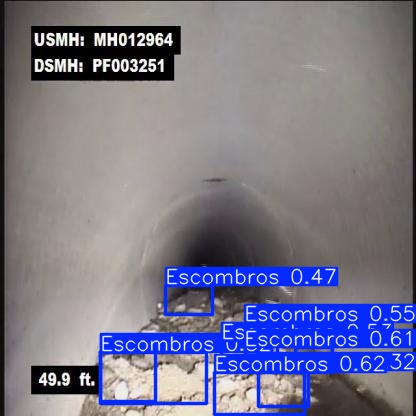 USMH: MH012964
DSMH: PF003251
Escombros 0.47
Escombros 0.55
Escombros 0.61
Escombros 0.62
49.9 ft.